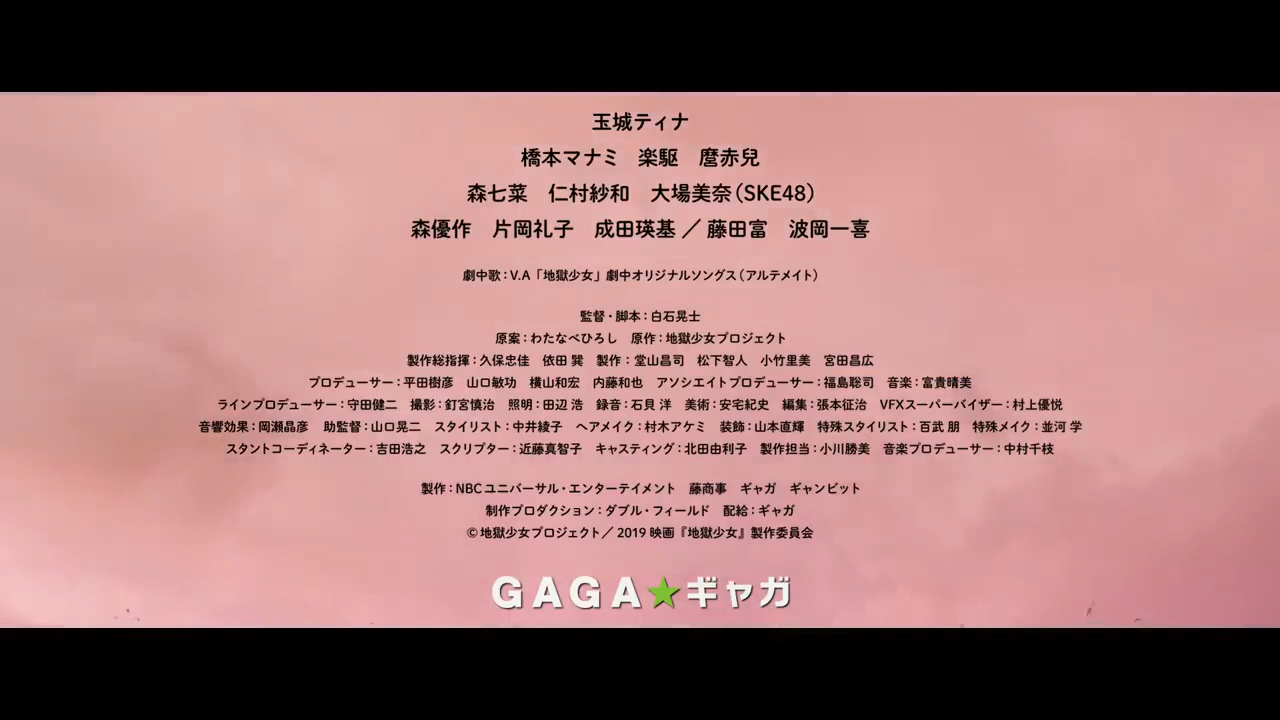 玉城ティナ
橋本マナミ　楽駆　麿赤兒
森七菜　仁村紗和　大場美奈（SKE48）
森優作　片岡礼子　成田瑛基／藤田富　波岡一喜
劇中歌：V.A「地獄少女」劇中オリジナルソングス（アルテメイト）
監督・脚本：白石晃士
原案：わたなべひろし　原作：地獄少女プロジェクト
製作総指揮：久保忠佳　依田 巽　製作：堂山昌司　松下智人　小竹里美　宮田昌広
プロデューサー：平田樹彦　山口敏功　横山和宏　内藤和也　アソシエイトプロデューサー：福島聡司　音楽：富貴晴美
ラインプロデューサー：守田健二　撮影：釘宮慎治　照明：田辺 浩　録音：石貝 洋　美術：安宅紀史　編集：張本征治　VFXスーパーバイザー：村上優悦
音響効果：岡瀬晶彦　助監督：山口晃二　スタイリスト：中井綾子　ヘアメイク：村木アケミ　装飾：山本直輝　特殊スタイリスト：百武 朋　特殊メイク：並河 学
スタントコーディネーター：吉田浩之　スクリプター：近藤真智子　キャスティング：北田由利子　製作担当：小川勝美　音楽プロデューサー：中村千枝
製作：NBCユニバーサル・エンターテイメント　藤商事　ギャガ　ギャンビット
制作プロダクション：ダブル・フィールド　配給：ギャガ
©地獄少女プロジェクト／2019 映画『地獄少女』製作委員会
GAGA★ギャガ